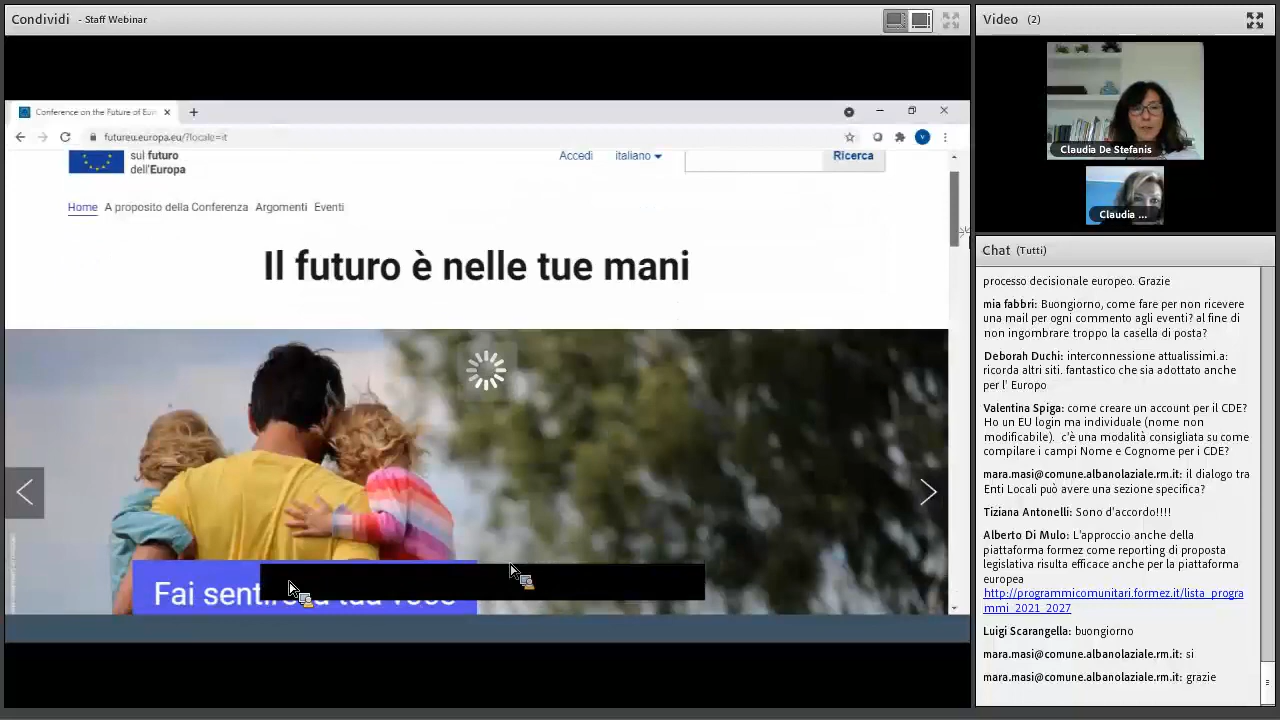 Condividi - Staff Webinar
Conference on the Future of Eur
futureu.europa.eu/?locale=it
sul futuro
dell'Europa
Accedi italiano Ricerca
Home A proposito della Conferenza Argomenti Eventi
Il futuro è nelle tue mani
Fai sentire la tua voce
Video (2)
Claudia De Stefanis
Claudia ...
Chat (Tutti)
processo decisionale europeo. Grazie
mia fabbri: Buongiorno, come fare per non ricevere
una mail per ogni commento agli eventi? al fine di
non ingombrare troppo la casella di posta?
Deborah Duchi: interconnessione attualissimi.a:
ricorda altri siti. fantastico che sia adottato anche
per l' Europo
Valentina Spiga: come creare un account per il CDE?
Ho un EU login ma individuale (nome non
modificabile). c'è una modalità consigliata su come
compilare i campi Nome e Cognome per i CDE?
mara.masi@comune.albanolaziale.rm.it: il dialogo tra
Enti Locali può avere una sezione specifica?
Tiziana Antonelli: Sono d'accordo!!!!
Alberto Di Mulo: L'approccio anche della
piattaforma formez come reporting di proposta
legislativa risulta efficace anche per la piattaforma
europea
http://programmicomunitari.formez.it/lista_progra
mmi_2021_2027
Luigi Scarangella: buongiorno
mara.masi@comune.albanolaziale.rm.it: si
mara.masi@comune.albanolaziale.rm.it: grazie